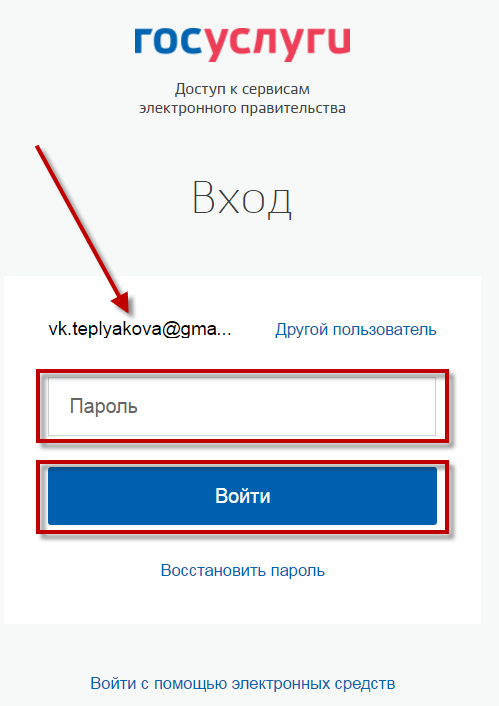 госуслуги
Доступ к сервисам
электронного правительства
Вход
vk.teplyakova@gma... Другой пользователь
Пароль
Войти
Восстановить пароль
Войти с помощью электронных средств